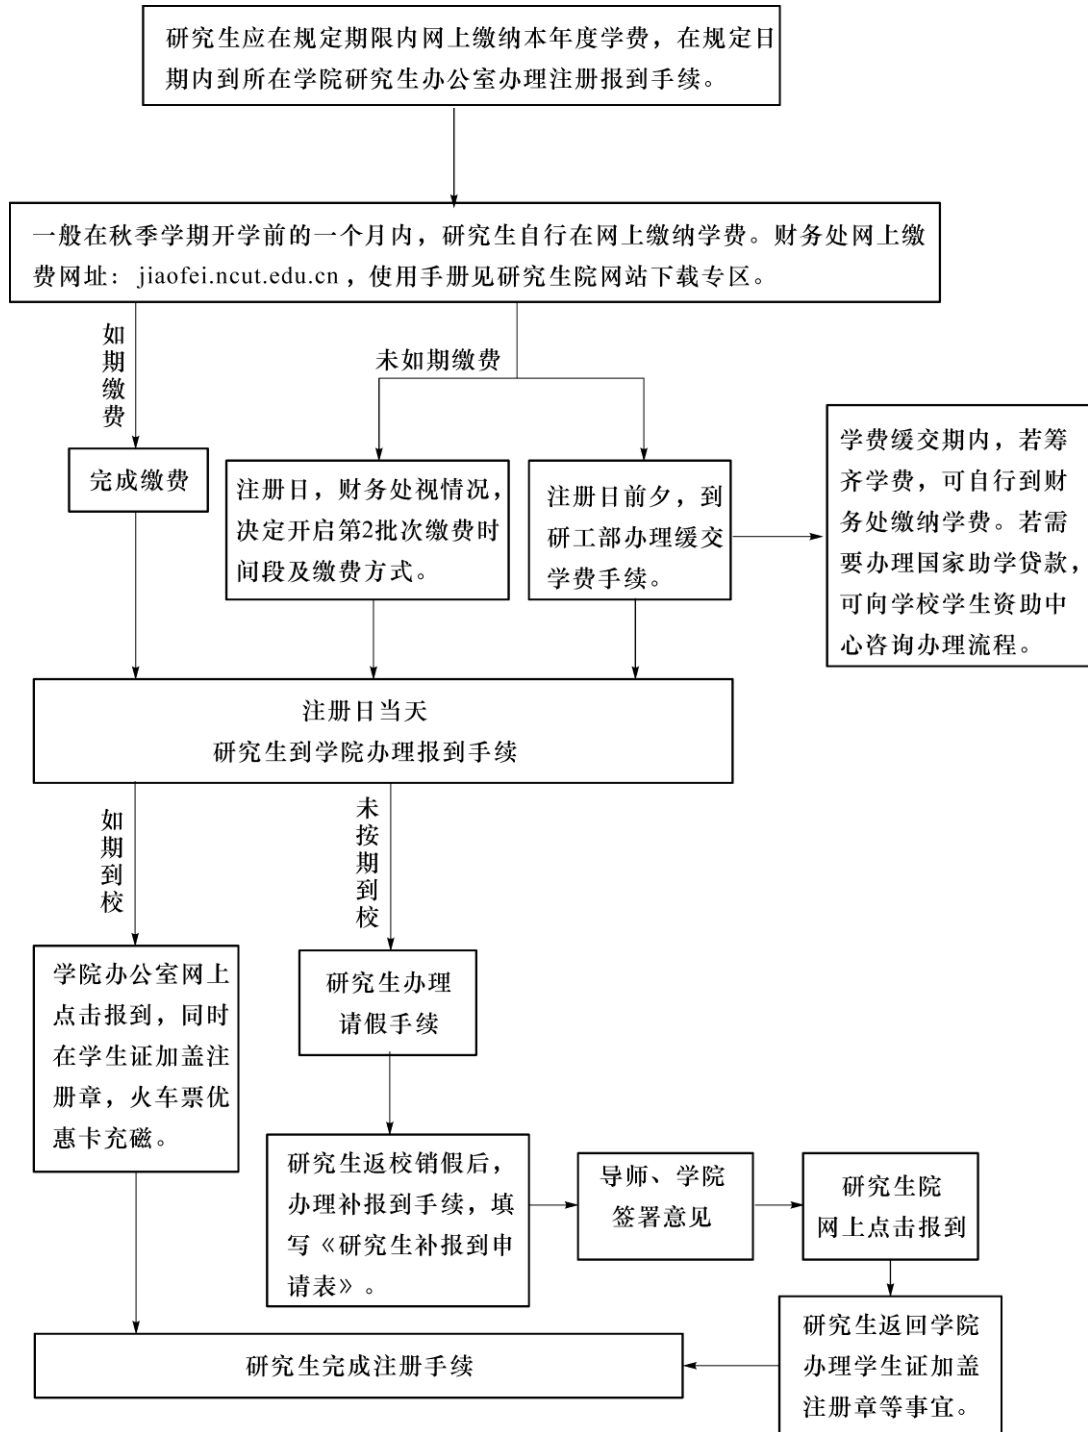 研究生应在规定期限内网上缴纳本年度学费，在规定日
期内到所在学院研究生办公室办理注册报到手续。
一般在秋季学期开学前的一个月内，研究生自行在网上缴纳学费。财务处网上缴
费网址：jiaofei.ncut.edu.cn，使用手册见研究生院网站下载专区。
如期缴费
未如期缴费
完成缴费
注册日，财务处视情况，
决定开启第2批次缴费时
间段及缴费方式。
注册日前夕，到
研工部办理缓交
学费手续。
学费缓交期内，若筹
齐学费，可自行到财
务处缴纳学费。若需
要办理国家助学贷款，
可向学校学生资助中
心咨询办理流程。
注册日当天
研究生到学院办理报到手续
如期到校
未按期到校
学院办公室网上
点击报到，同时
在学生证加盖注
册章，火车票优
惠卡充磁。
研究生办理
请假手续
研究生返校销假后，
办理补报到手续，填
写《研究生补报到申
请表》。
导师、学院
签署意见
研究生院
网上点击报到
研究生返回学院
办理学生证加盖
注册章等事宜。
研究生完成注册手续